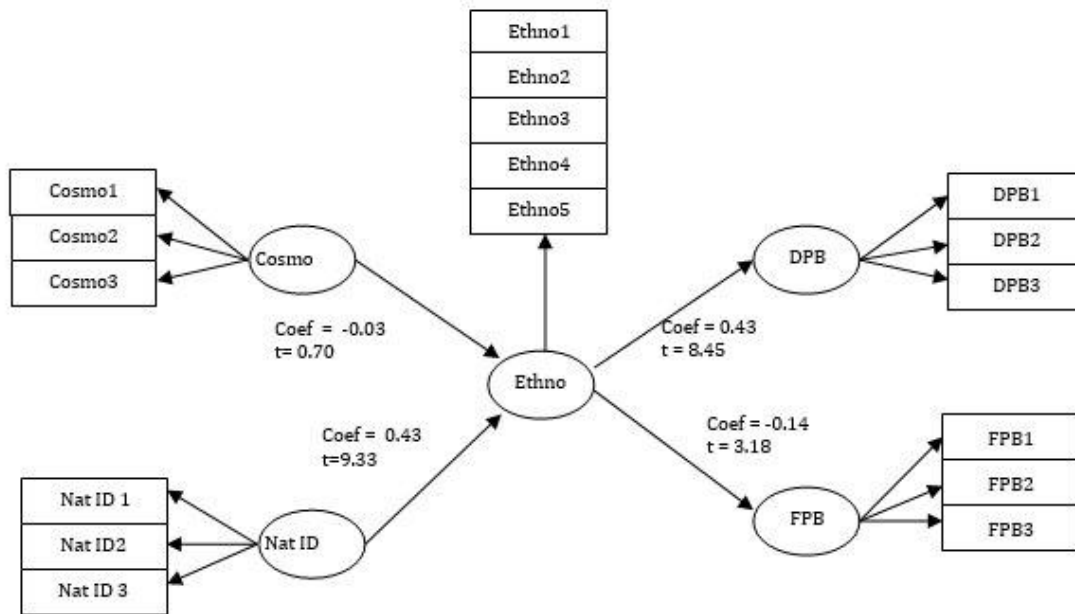 Ethno1
Ethno2
Ethno3
Ethno4
Ethno5
Cosmo1
Cosmo2
Cosmo3
Cosmo
DPB
DPB1
DPB2
DPB3
Coef = -0.03
t= 0.70
Coef = 0.43
t = 8.45
Ethno
Coef = 0.43
t=9.33
Coef = -0.14
t = 3.18
Nat ID 1
Nat ID2
Nat ID 3
Nat ID
FPB
FPB1
FPB2
FPB3